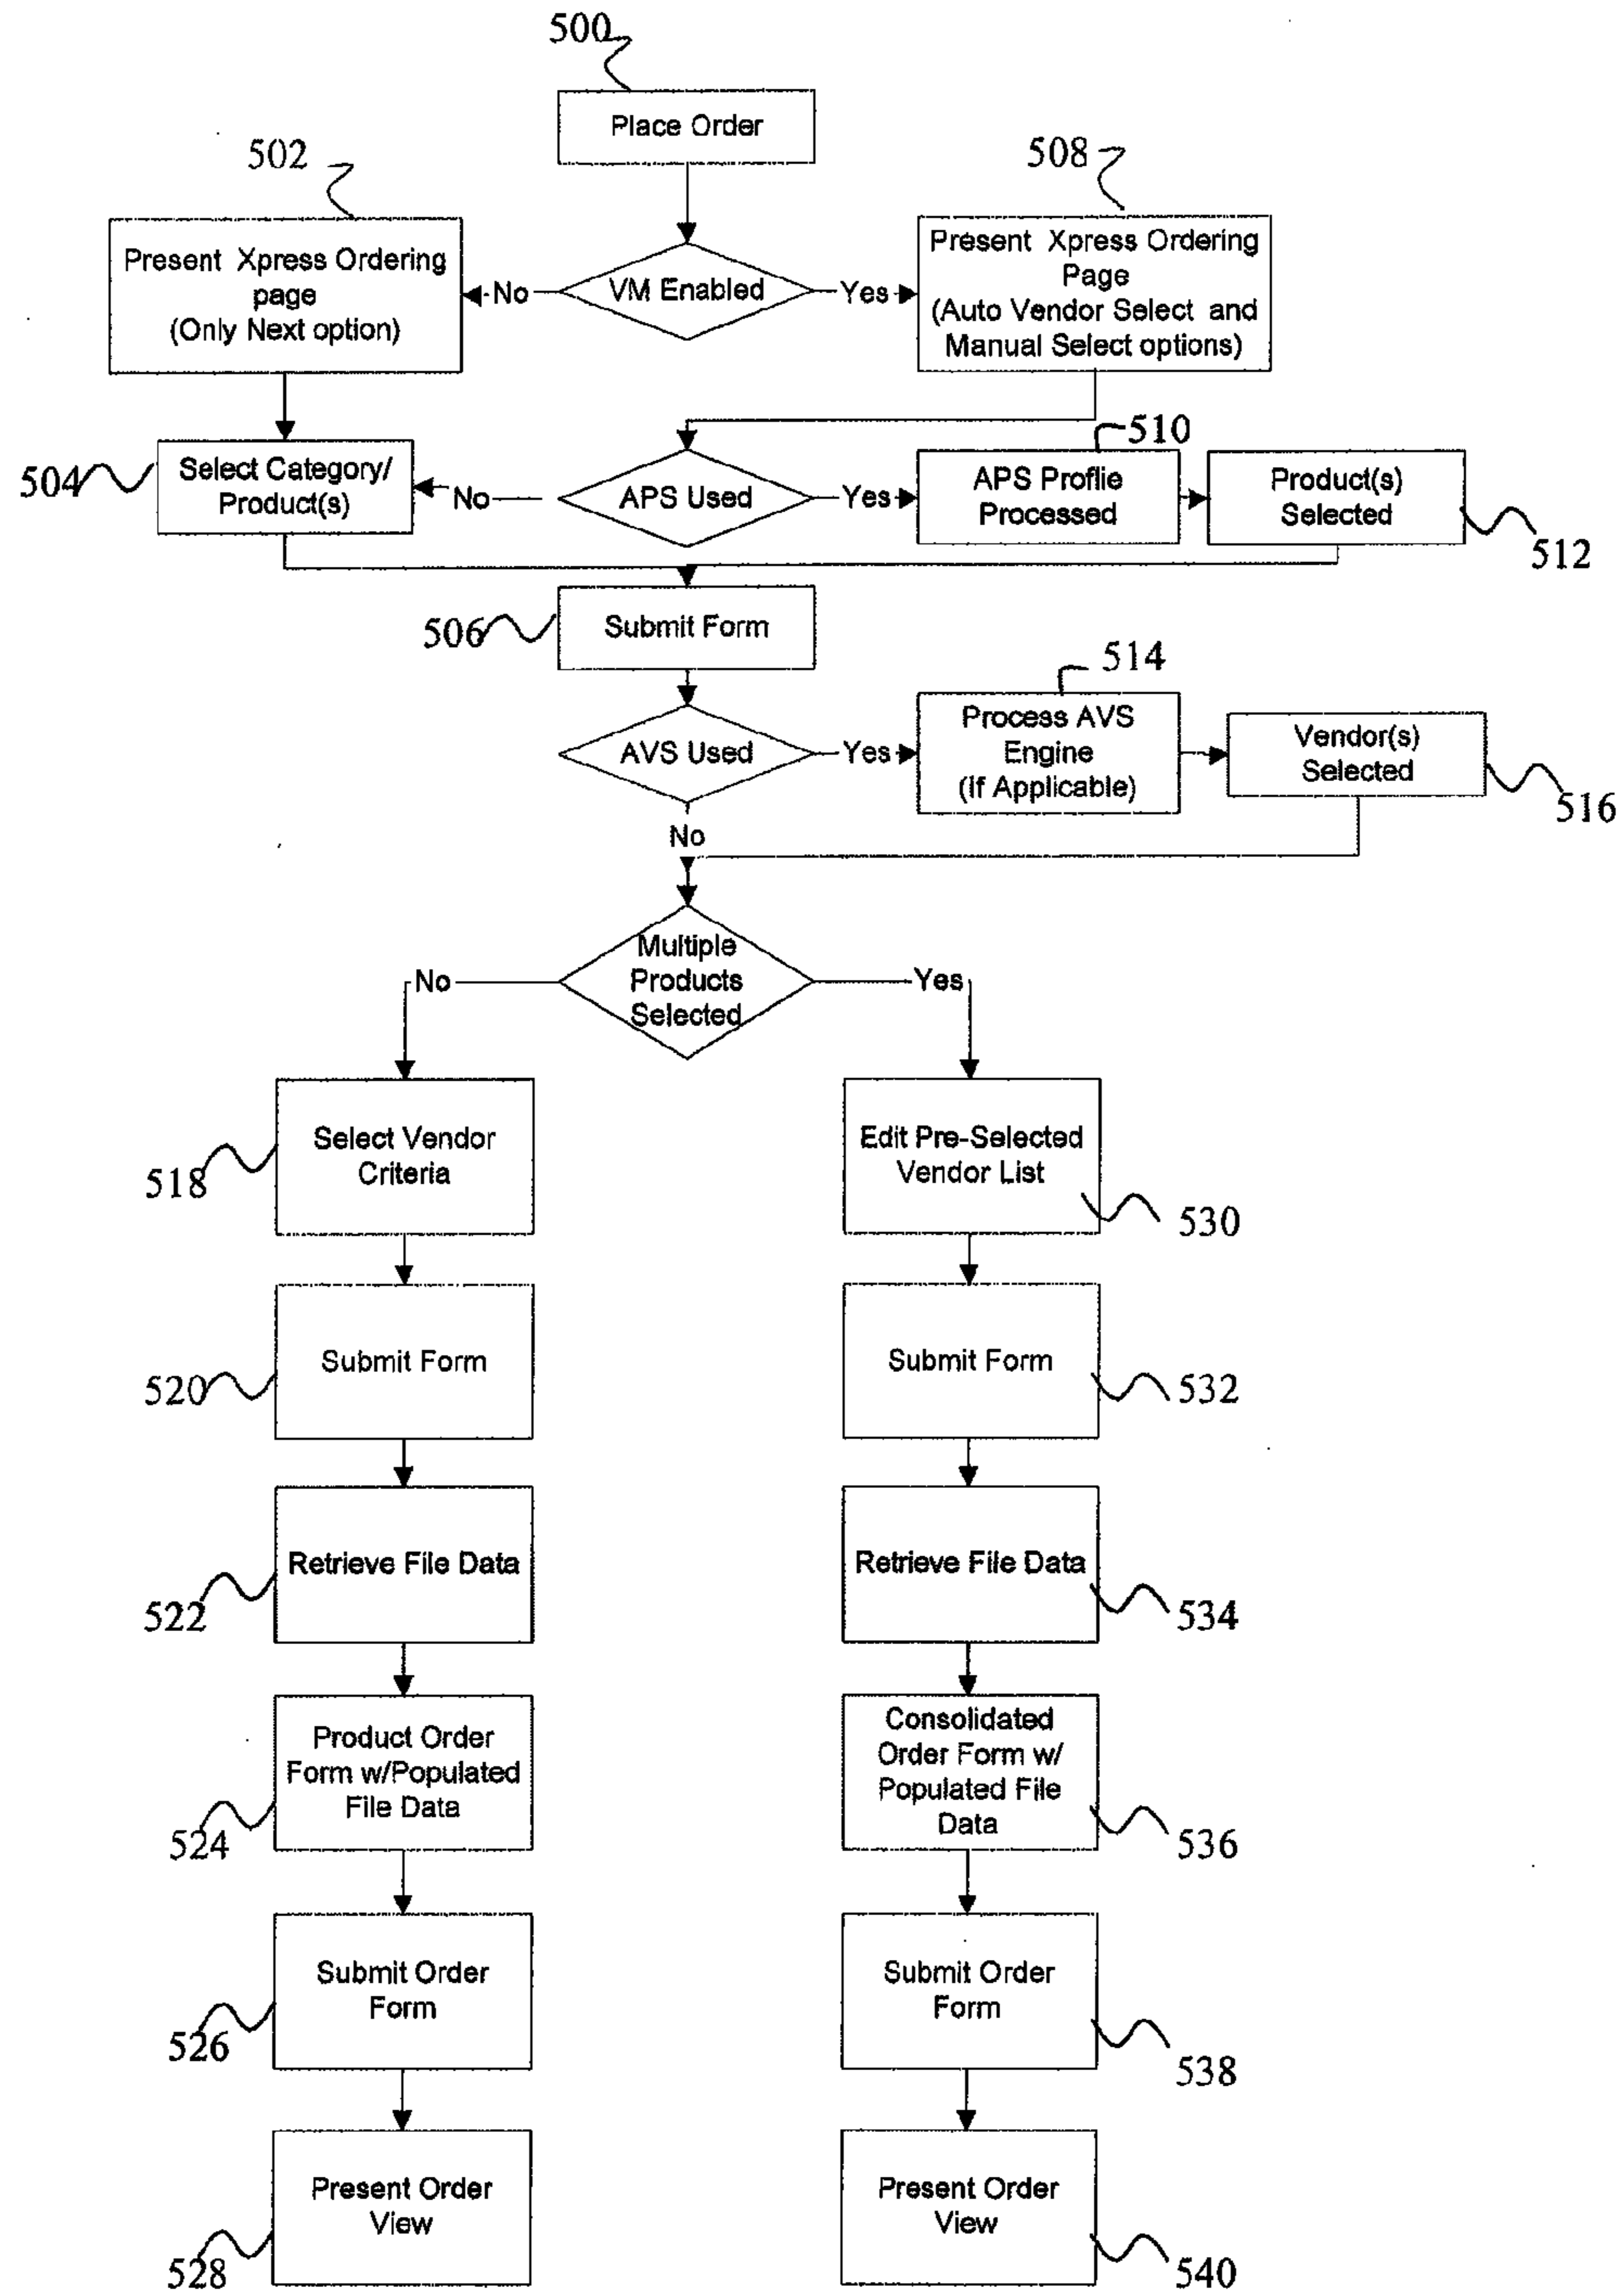 500
Place Order
502
508
Present Xpress Ordering
page
(Only Next option)
No
VM Enabled
Yes
Present Xpress Ordering
Page
(Auto Vendor Select and
Manual Select options)
504
Select Category/
Product(s)
No
APS Used
Yes
510
APS Proflie
Processed
Product(s)
Selected
512
506
Submit Form
514
AVS Used
Yes
Process AVS
Engine
(If Applicable)
Vendor(s)
Selected
516
No
Multiple
Products
Selected
No
Yes
518
Select Vendor
Criteria
Edit Pre-Selected
Vendor List
530
520
Submit Form
Submit Form
532
522
Retrieve File Data
Retrieve File Data
534
524
Product Order
Form w/Populated
File Data
Consolidated
Order Form w/
Populated File
Data
536
526
Submit Order
Form
Submit Order
Form
538
528
Present Order
View
Present Order
View
540